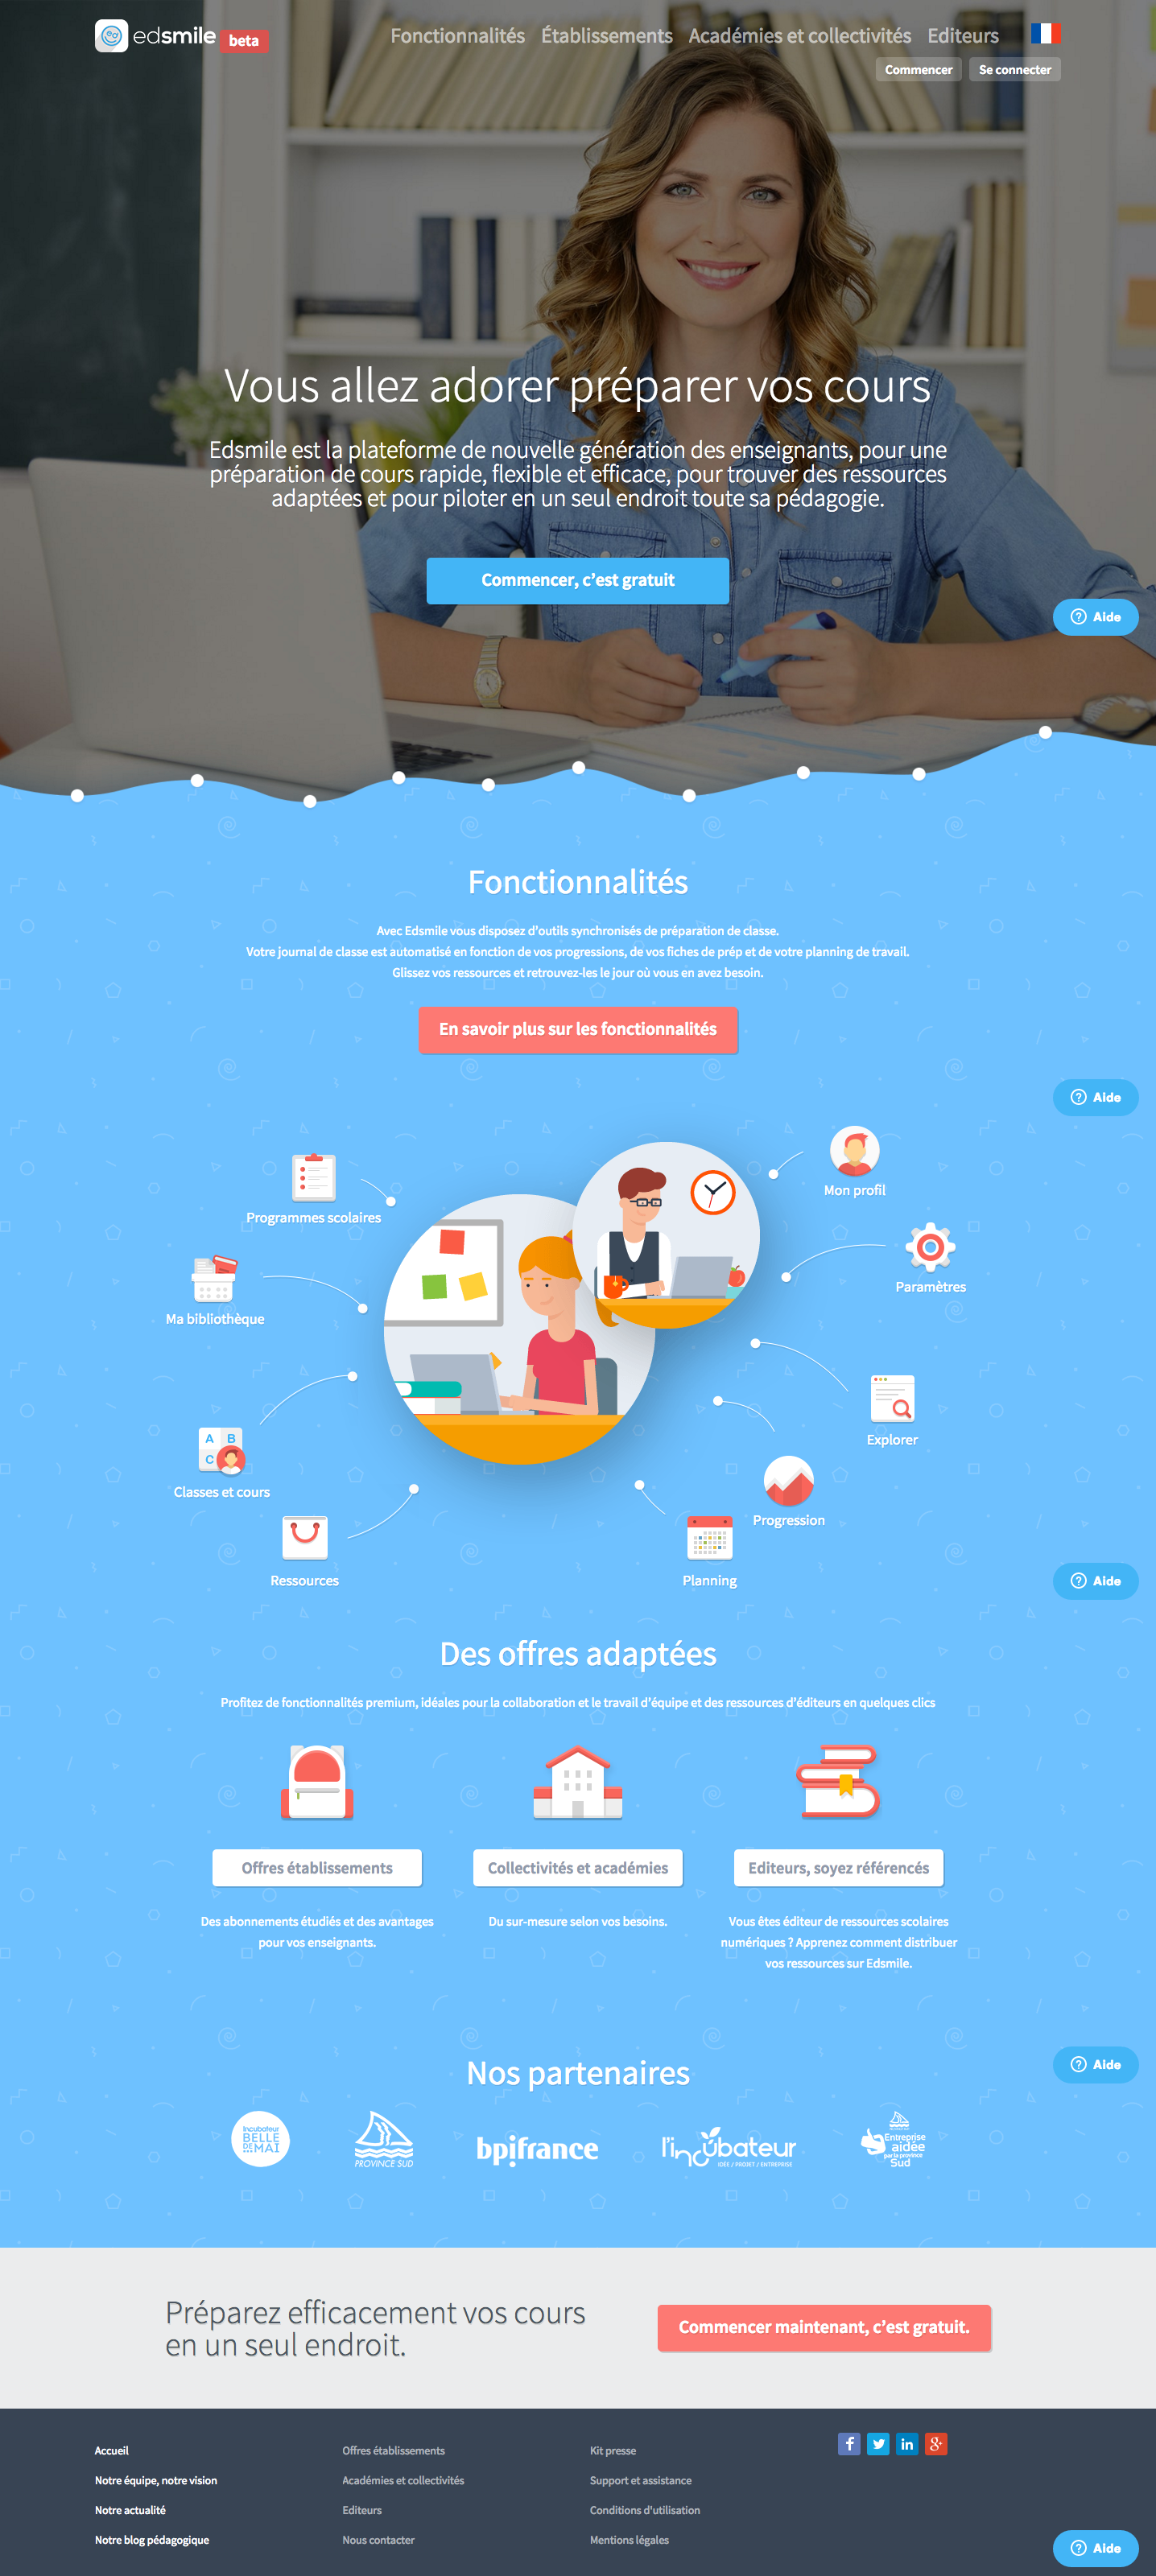 edsmile beta
Fonctionnalités Établissements Académies et collectivités Editeurs
Commencer Se connecter
Vous allez adorer préparer vos cours
Edsmile est la plateforme de nouvelle génération des enseignants, pour une
préparation de cours rapide, flexible et efficace, pour trouver des ressources
adaptées et pour piloter en un seul endroit toute sa pédagogie.
Commencer, c’est gratuit
Aide
Fonctionnalités
Avec Edsmile vous disposez d’outils synchronisés de préparation de classe.
Votre journal de classe est automatisé en fonction de vos progressions, de vos fiches de prép et de votre planning de travail.
Glissez vos ressources et retrouvez-les le jour où vous en avez besoin.
En savoir plus sur les fonctionnalités
Aide
Mon profil
Programmes scolaires
Paramètres
Ma bibliothèque
Explorer
A B
C
Classes et cours
Progression
Ressources
Planning
Aide
Des offres adaptées
Profitez de fonctionnalités premium, idéales pour la collaboration et le travail d’équipe et des ressources d’éditeurs en quelques clics
Offres établissements
Collectivités et académies
Editeurs, soyez référencés
Des abonnements étudiés et des avantages
pour vos enseignants.
Du sur-mesure selon vos besoins.
Vous êtes éditeur de ressources scolaires
numériques ? Apprenez comment distribuer
vos ressources sur Edsmile.
Aide
Nos partenaires
Incubateur
BELLE
DE MAI
PROVINCE SUD
bpifrance
l'incubateur
IDÉE / PROJET / ENTREPRISE
Entreprise
aidée
par la province
Sud
Préparez efficacement vos cours
en un seul endroit.
Commencer maintenant, c’est gratuit.
Accueil
Notre équipe, notre vision
Notre actualité
Notre blog pédagogique
Offres établissements
Académies et collectivités
Editeurs
Nous contacter
Kit presse
Support et assistance
Conditions d'utilisation
Mentions légales
f in g+
Aide